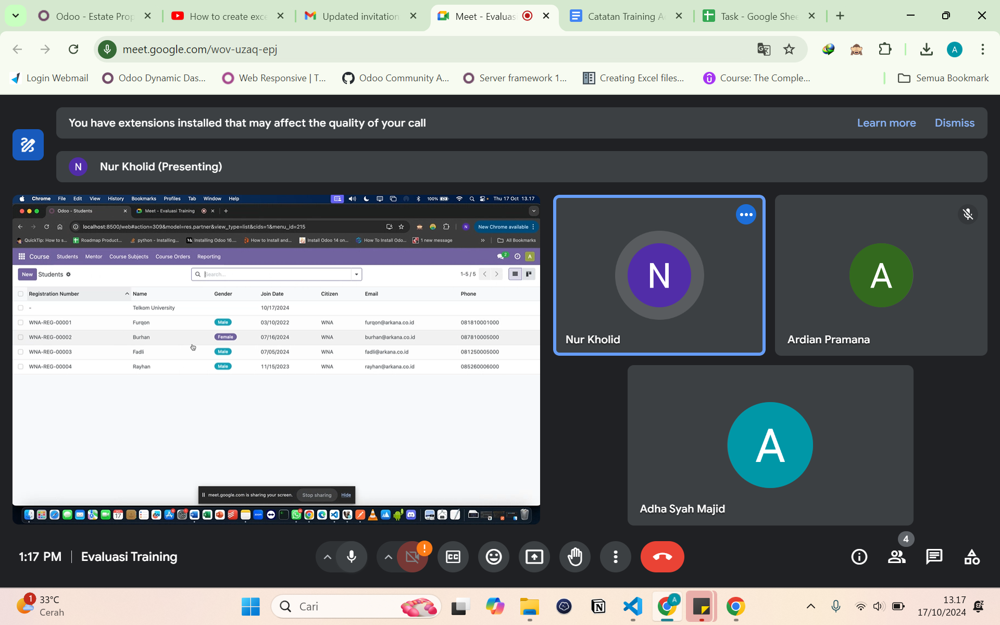 Odoo - Estate Prop
How to create exce
Updated invitation
Meet - Evaluas
Catatan Training A
Task - Google Shee
meet.google.com/wov-uzaq-epj
A
Login Webmail
Odoo Dynamic Das...
Web Responsive | T...
Odoo Community A...
Server framework 1...
Creating Excel files...
Course: The Comple...
Semua Bookmark
You have extensions installed that may affect the quality of your call
Learn more
Dismiss
N
Nur Kholid (Presenting)
Chrome File Edit View History Bookmarks Profiles Tab Window Help
100%
Thu 17 Oct 13.17
Odoo - Students
Meet - Evaluasi Training
localhost:8500/web#action=309&model=res.partner&view_type=list&cids=1&menu_id=215
N
New Chrome available
QuickTip: How to s...
Roadmap Product...
python - Installing...
Installing Odoo 16....
How to Install and...
Install Odoo 14 on...
How To Install Odo...
1 new message
All Bookmarks
Course Students Mentor Course Subjects Course Orders Reporting
2
A
New Students
Search...
1-5 / 5
Registration Number Name Gender Join Date Citizen Email Phone
- Telkom University 10/17/2024
WNA-REG-00001 Furqon Male 03/10/2022 WNA furqon@arkana.co.id 081810001000
WNA-REG-00002 Burhan Female 07/16/2024 WNA burhan@arkana.co.id 087810005000
WNA-REG-00003 Fadli Male 07/05/2024 WNA fadli@arkana.co.id 081250005000
WNA-REG-00004 Rayhan Male 11/15/2023 WNA rayhan@arkana.co.id 085260006000
meet.google.com is sharing your screen.
Stop sharing
Hide
17
zoom
N
Nur Kholid
A
Ardian Pramana
A
Adha Syah Majid
1:17 PM
Evaluasi Training
CC
4
1
33°C
Cerah
Cari
A
13.17
17/10/2024